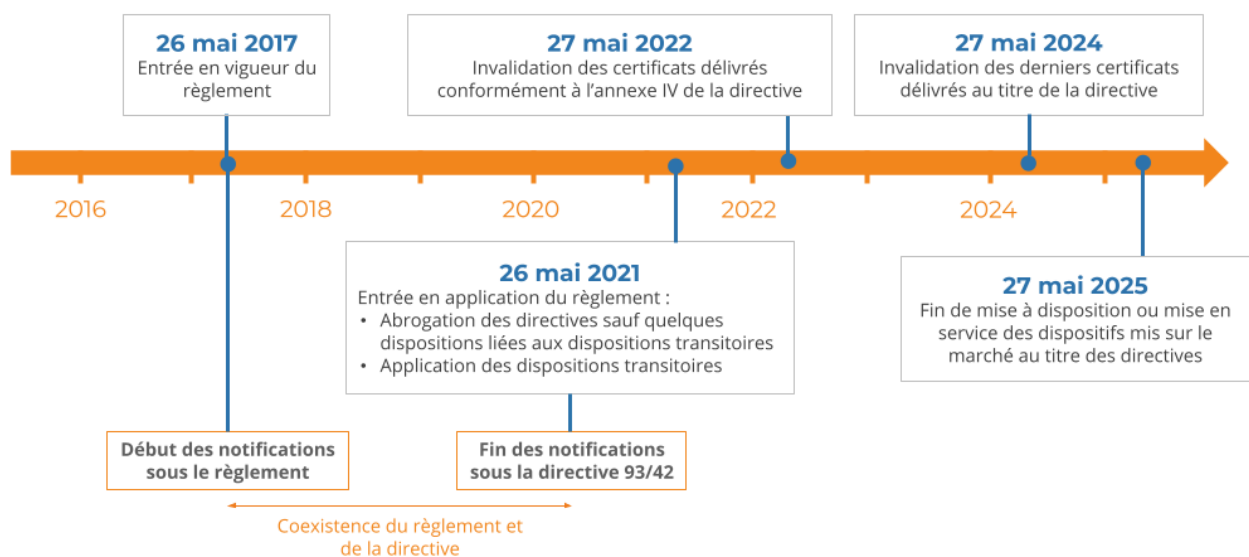 26 mai 2017
Entrée en vigueur du
règlement
27 mai 2022
Invalidation des certificats délivrés
conformément à l'annexe IV de la directive
27 mai 2024
Invalidation des derniers certificats
délivrés au titre de la directive
2016
2018
2020
2022
2024
26 mai 2021
Entrée en application du règlement :
• Abrogation des directives sauf quelques
dispositions liées aux dispositions transitoires
• Application des dispositions transitoires
27 mai 2025
Fin de mise à disposition ou mise en
service des dispositifs mis sur le
marché au titre des directives
Début des notifications
sous le règlement
Fin des notifications
sous la directive 93/42
Coexistence du règlement et
de la directive